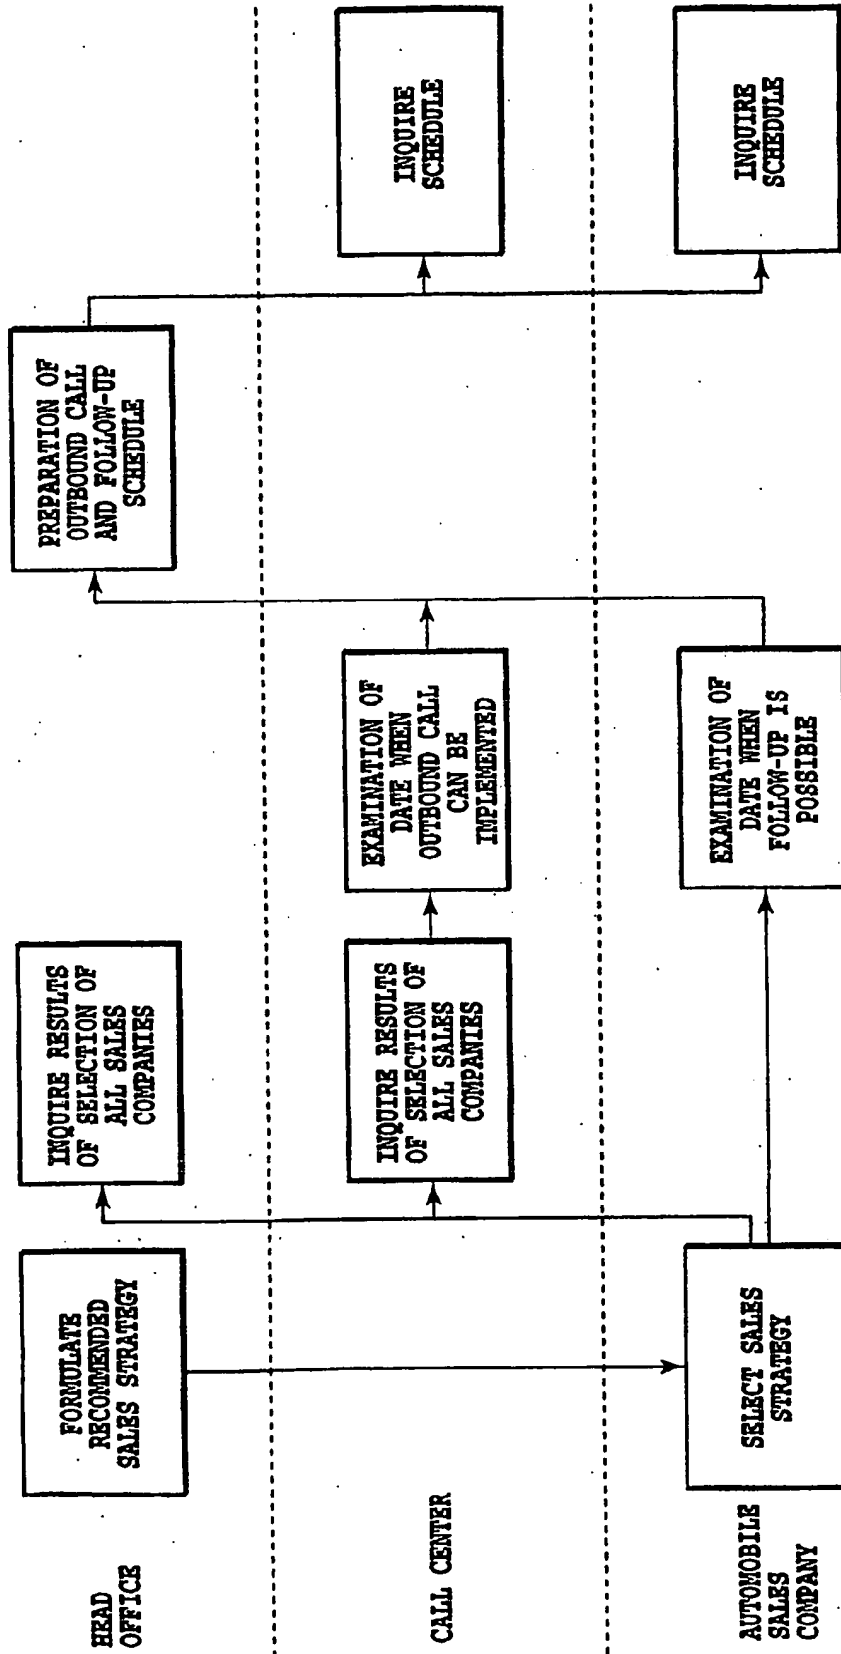 HEAD
OFFICE
FORMULATE
RECOMMENDED
SALES STRATEGY
INQUIRE RESULTS
OF SELECTION OF
ALL SALES
COMPANIES
PREPARATION OF
OUTBOUND CALL
AND FOLLOW-UP
SCHEDULE
CALL CENTER
INQUIRE RESULTS
OF SELECTION OF
ALL SALES
COMPANIES
EXAMINATION OF
DATE WHEN
OUTBOUND CALL
CAN BE
IMPLEMENTED
INQUIRE
SCHEDULE
AUTOMOBILE
SALES
COMPANY
SELECT SALES
STRATEGY
EXAMINATION OF
DATE WHEN
FOLLOW-UP IS
POSSIBLE
INQUIRE
SCHEDULE